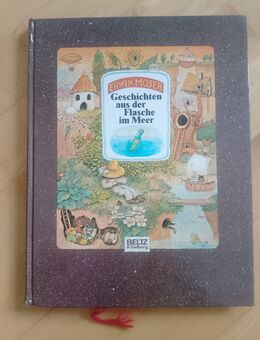 ERWIN MOSER
Geschichten
aus der
Flasche
im Meer
BELTZ
& Gelberg